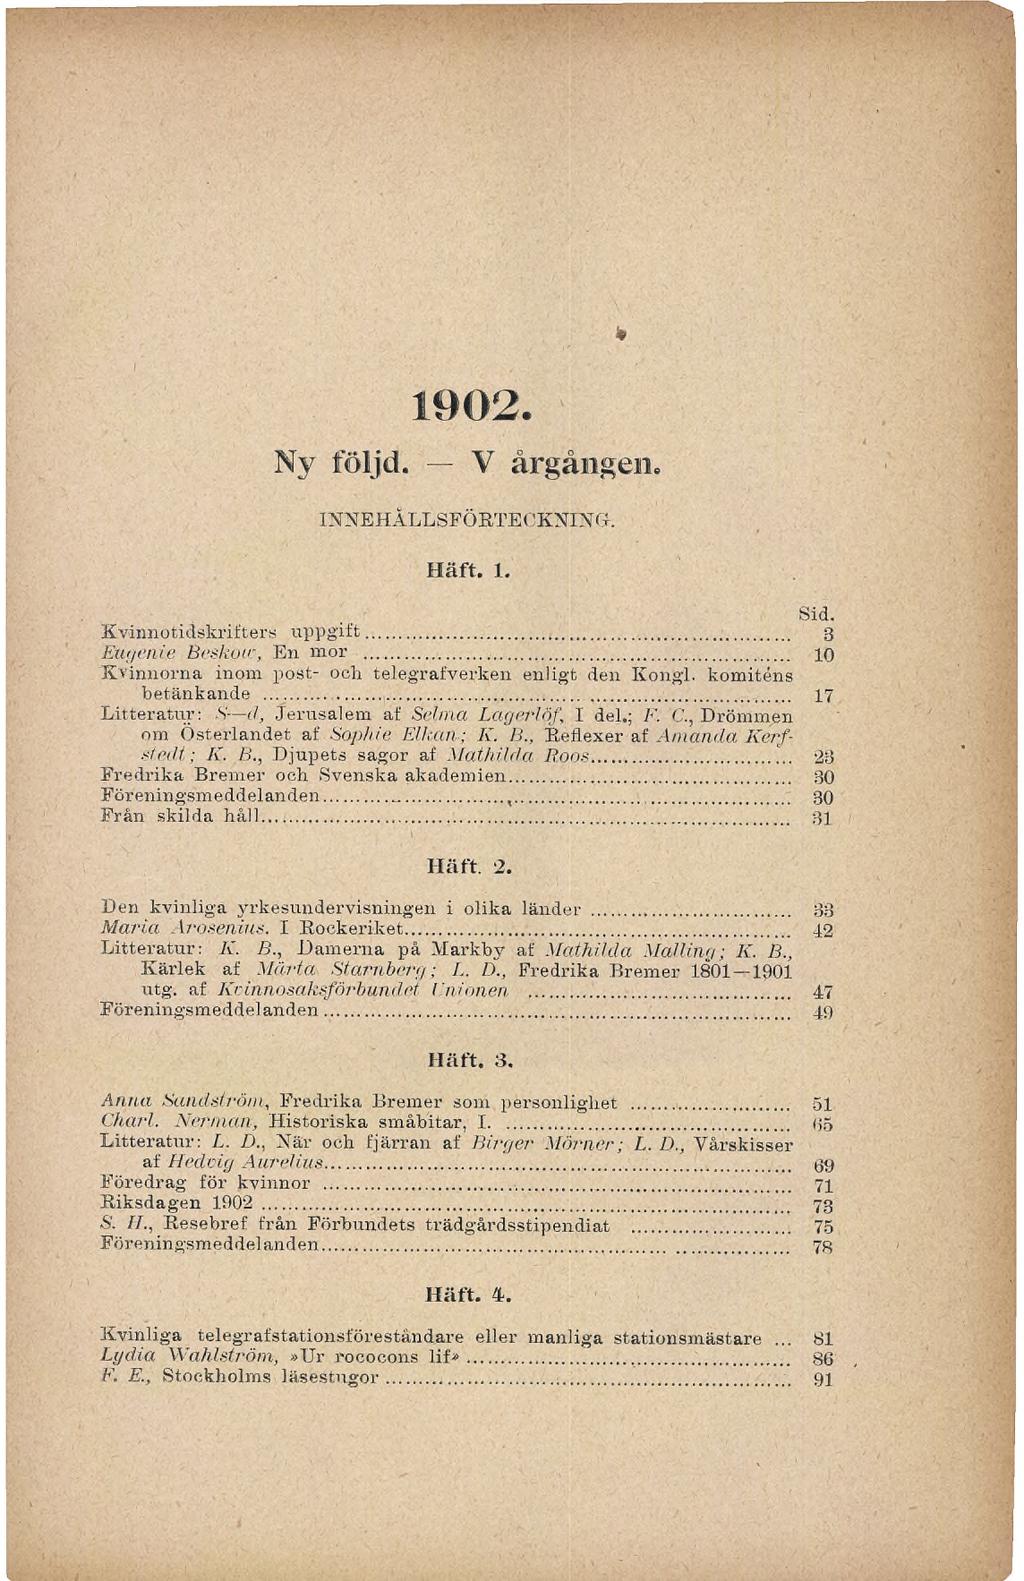 1902.
Ny följd. — V årgången.
INNEHÅLLSFÖRTECKNING.
Häft. 1.
Sid.
Kvinnotidskrifters uppgift ........ 3
Eugenie Beskow, En mor ........ 10
Kvinnorna inom post- och telegrafverken enligt den Kongl. komiténs
betänkande ........ 17
Litteratur: S—d, Jerusalem af Selma Lagerlöf, I del.; F. C., Drömmen
om Österlandet af Sophie Elkan; K. B., Reflexer af Amanda Kerf-
stedt; K. B., Djupets sagor af Mathilda Roos ........ 23
Fredrika Bremer och Svenska akademien ........ 30
Föreningsmeddelanden ........ 30
Från skilda håll ........ 31
Häft. 2.
Den kvinliga yrkesundervisningen i olika länder ........ 33
Maria Arosenius. I Rockeriket ........ 42
Litteratur: K. B., Damerna på Markby af Mathilda Malling; K. B.,
Kärlek af Märta Starnberg; L. D., Fredrika Bremer 1801—1901
utg. af Kvinnosaksförbundet Unionen ........ 47
Föreningsmeddelanden ........ 49
Häft. 3.
Anna Sandström, Fredrika Bremer som personlighet ........ 51
Charl. Nerman, Historiska småbitar, I. ........ 65
Litteratur: L. D., När och fjärran af Birger Mörner; L. D., Vårskisser
af Hedvig Aurelius ........ 69
Föredrag för kvinnor ........ 71
Riksdagen 1902 ........ 73
S. H., Resebref från Förbundets trädgårdsstipendiat ........ 75
Föreningsmeddelanden ........ 78
Häft. 4.
Kvinliga telegrafstationsföreståndare eller manliga stationsmästare ... 81
Lydia Wahlström, »Ur rococons lif» ........ 86
F. E., Stockholms läsestugor ........ 91